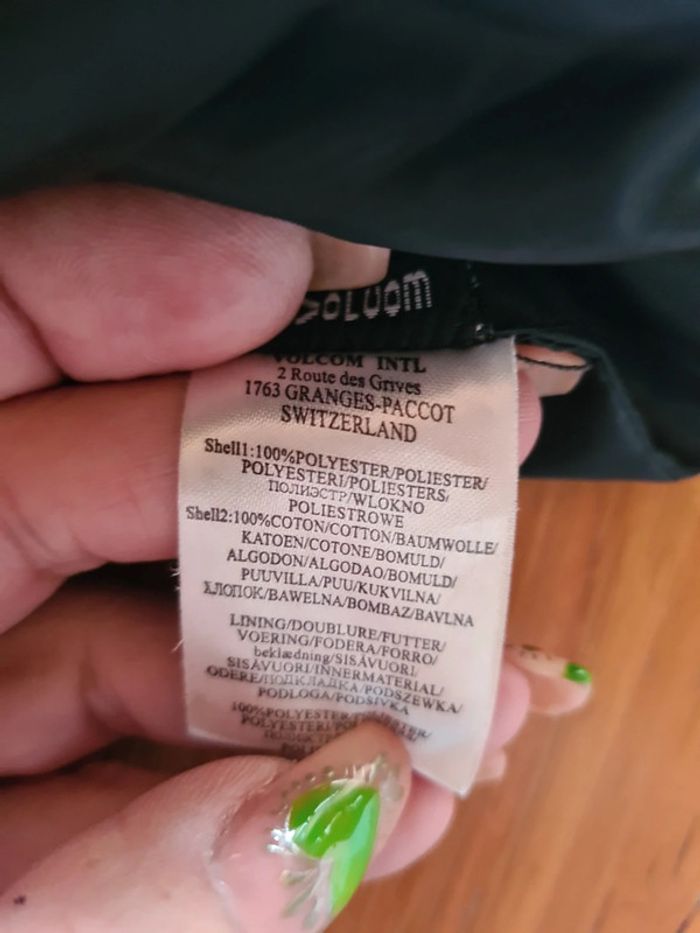 VOLCOM
VOLCOM INTL
2 Route des Grives
1763 GRANGES-PACCOT
SWITZERLAND
Shell1:100%POLYESTER/POLIESTER/
POLYESTERI/POLIESTERS/
ПОЛИЭСТР/WLOKNO
POLIESTROWE
Shell2:100%COTON/COTTON/BAUMWOLLE/
KATOEN/COTONE/BOMULD/
ALGODON/ALGODAO/BOMULD/
PUUVILLA/PUU/KUKVILNA/
ХЛОПОК/BAWELNA/BOMBAZ/BAVLNA
LINING/DOUBLURE/FUTTER/
VOERING/FODERA/FORRO/
beklædning/SISÄVUORI/
SISÄVUORI/INNERMATERIAL/
ODERE/ПОДКЛАДКА/PODSZEWKA/
PODLOGA/PODSIVKA
100%POLYESTER/